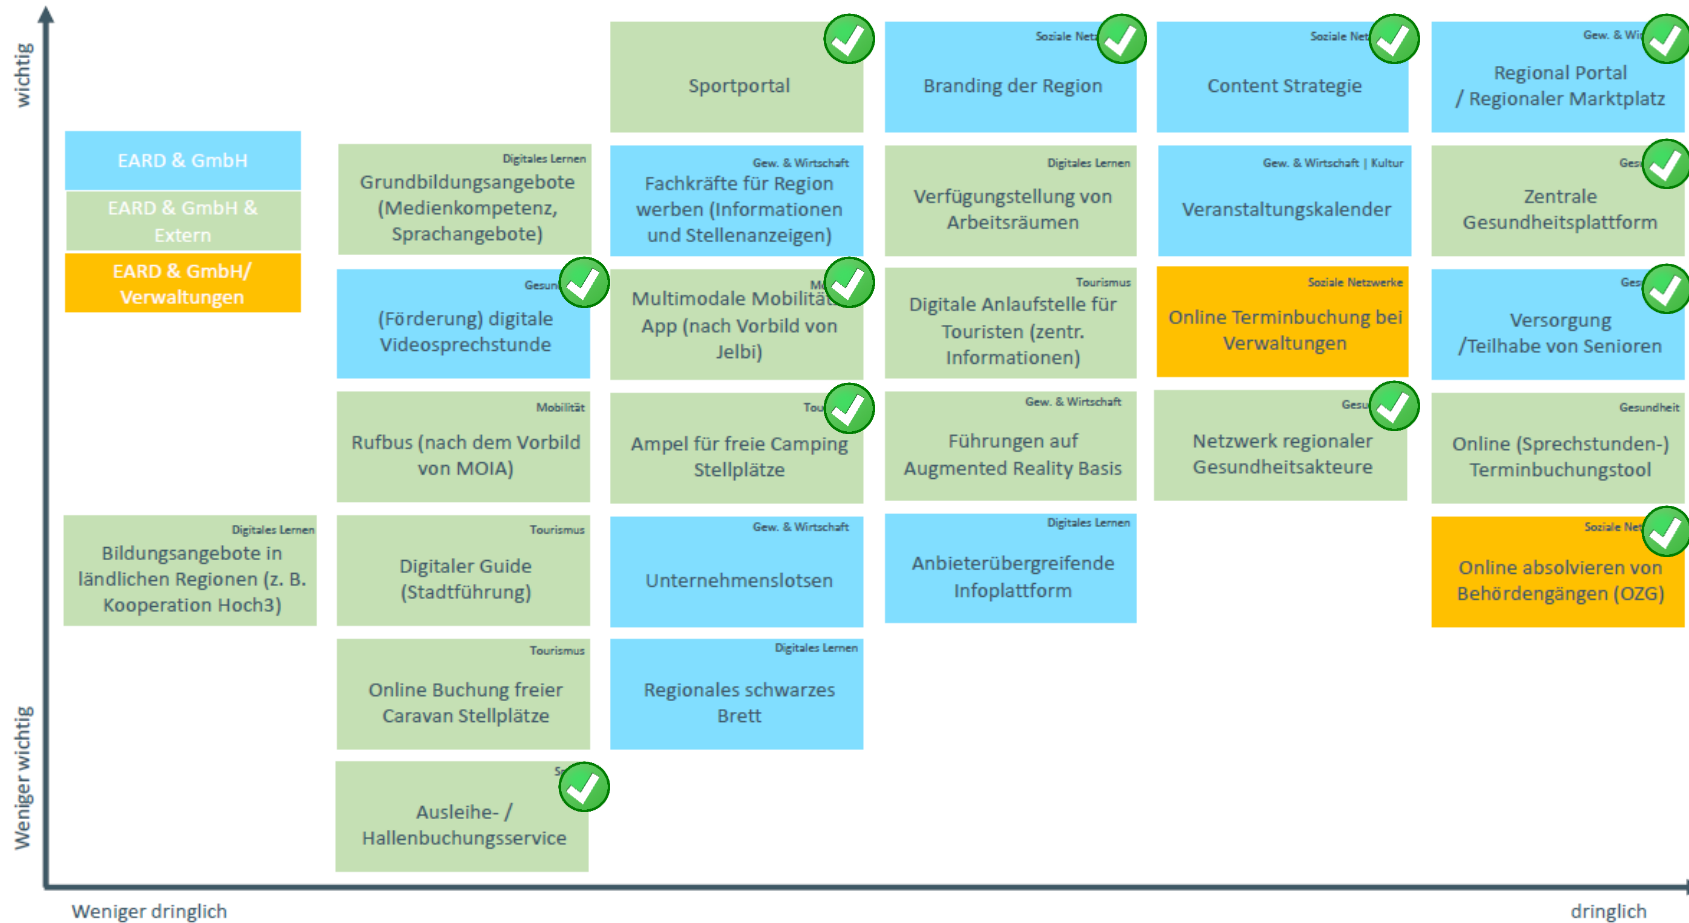 wichtig
Sportportal
Soziale
Branding der Region
Soziale
Content Strategie
Gew. &
Regional Portal
/ Regionaler Marktplatz
EARD & GmbH
EARD & GmbH &
Extern
EARD & GmbH/
Verwaltungen
Digitales Lernen
Grundbildungsangebote
(Medienkompetenz,
Sprachangebote)
Gew. & Wirtschaft
Fachkräfte für Region
werben (Informationen
und Stellenanzeigen)
Digitales Lernen
Verfügungstellung von
Arbeitsräumen
Gew. & Wirtschaft | Kultur
Veranstaltungskalender
Zentrale
Gesundheitsplattform
(Förderung) digitale
Videosprechstunde
Multimodale
App (nach Vorbild von
Jelbi)
Tourismus
Digitale Anlaufstelle für
Touristen (zentr.
Informationen)
Soziale Netzwerke
Online Terminbuchung bei
Verwaltungen
Versorgung
/Teilhabe von Senioren
Mobilität
Rufbus (nach dem Vorbild
von MOIA)
Ampel für freie Camping
Stellplätze
Gew. & Wirtschaft
Führungen auf
Augmented Reality Basis
Netzwerk regionaler
Gesundheitsakteure
Gesundheit
Online (Sprechstunden-)
Terminbuchungstool
Digitales Lernen
Bildungsangebote in
ländlichen Regionen (z. B.
Kooperation Hoch3)
Tourismus
Digitaler Guide
(Stadtführung)
Gew. & Wirtschaft
Unternehmenslotsen
Digitales Lernen
Anbieterübergreifende
Infoplattform
Soziale
Online absolvieren von
Behördengängen (OZG)
Tourismus
Online Buchung freier
Caravan Stellplätze
Digitales Lernen
Regionales schwarzes
Brett
Ausleihe- /
Hallenbuchungsservice
Weniger wichtig
Weniger dringlich
dringlich